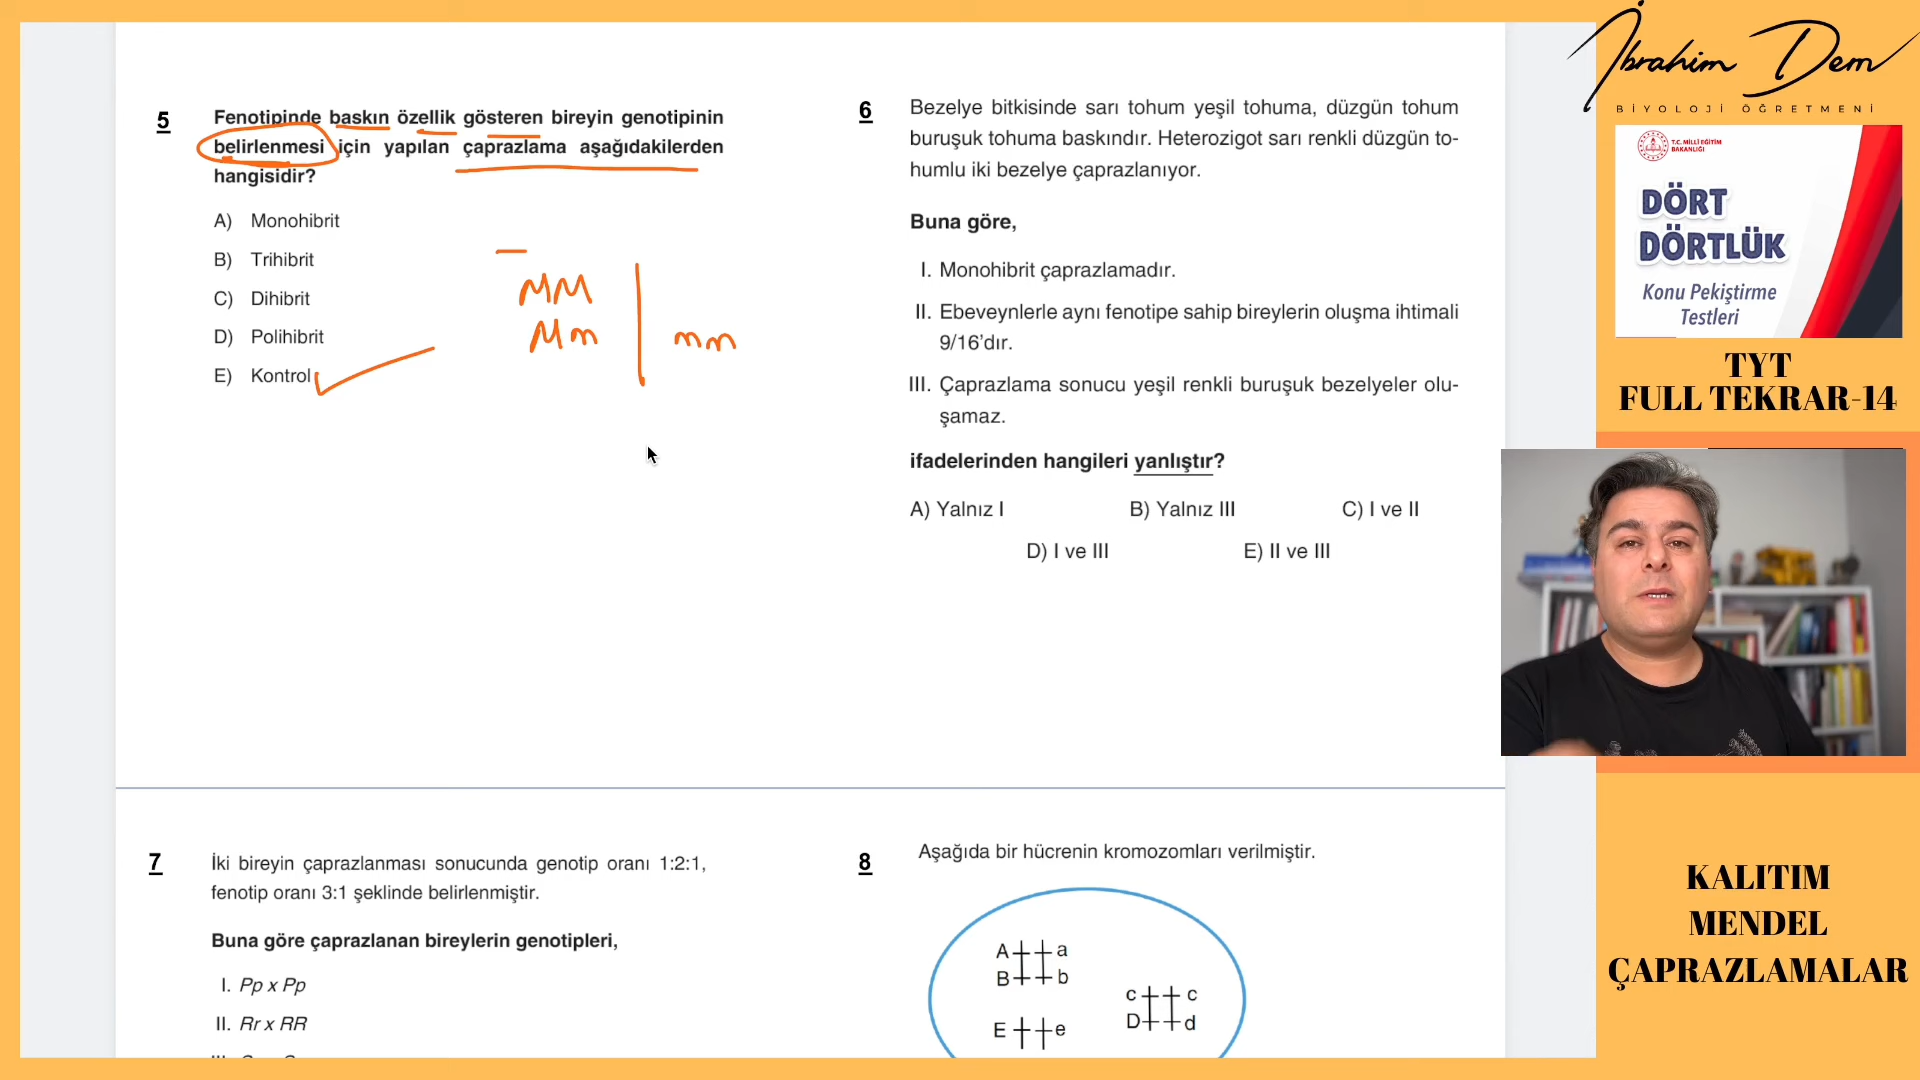 5
Fenotipinde baskın özellik gösteren bireyin genotipinin
belirlenmesi için yapılan çaprazlama aşağıdakilerden
hangisidir?
A) Monohibrit
B) Trihibrit
C) Dihibrit
D) Polihibrit
E) Kontrol
MM
Mm
mm
6
Bezelye bitkisinde sarı tohum yeşil tohuma, düzgün tohum
buruşuk tohuma baskındır. Heterozigot sarı renkli düzgün to-
humlu iki bezelye çaprazlanıyor.
Buna göre,
I. Monohibrit çaprazlamadır.
II. Ebeveynlerle aynı fenotipe sahip bireylerin oluşma ihtimali
9/16’dır.
III. Çaprazlama sonucu yeşil renkli buruşuk bezelyeler olu-
şamaz.
ifadelerinden hangileri yanlıştır?
A) Yalnız I B) Yalnız III C) I ve II
D) I ve III E) II ve III
7
İki bireyin çaprazlanması sonucunda genotip oranı 1:2:1,
fenotip oranı 3:1 şeklinde belirlenmiştir.
Buna göre çaprazlanan bireylerin genotipleri,
I. Pp x Pp
II. Rr x RR
8
Aşağıda bir hücrenin kromozomları verilmiştir.
A a
B b
c c
D d
E e
İbrahim Dem
BİYOLOJİ ÖĞRETMENİ
T.C. MİLLÎ EĞİTİM
BAKANLIĞI
DÖRT
DÖRTLÜK
Konu Pekiştirme
Testleri
TYT
FULL TEKRAR-14
KALITIM
MENDEL
ÇAPRAZLAMALAR